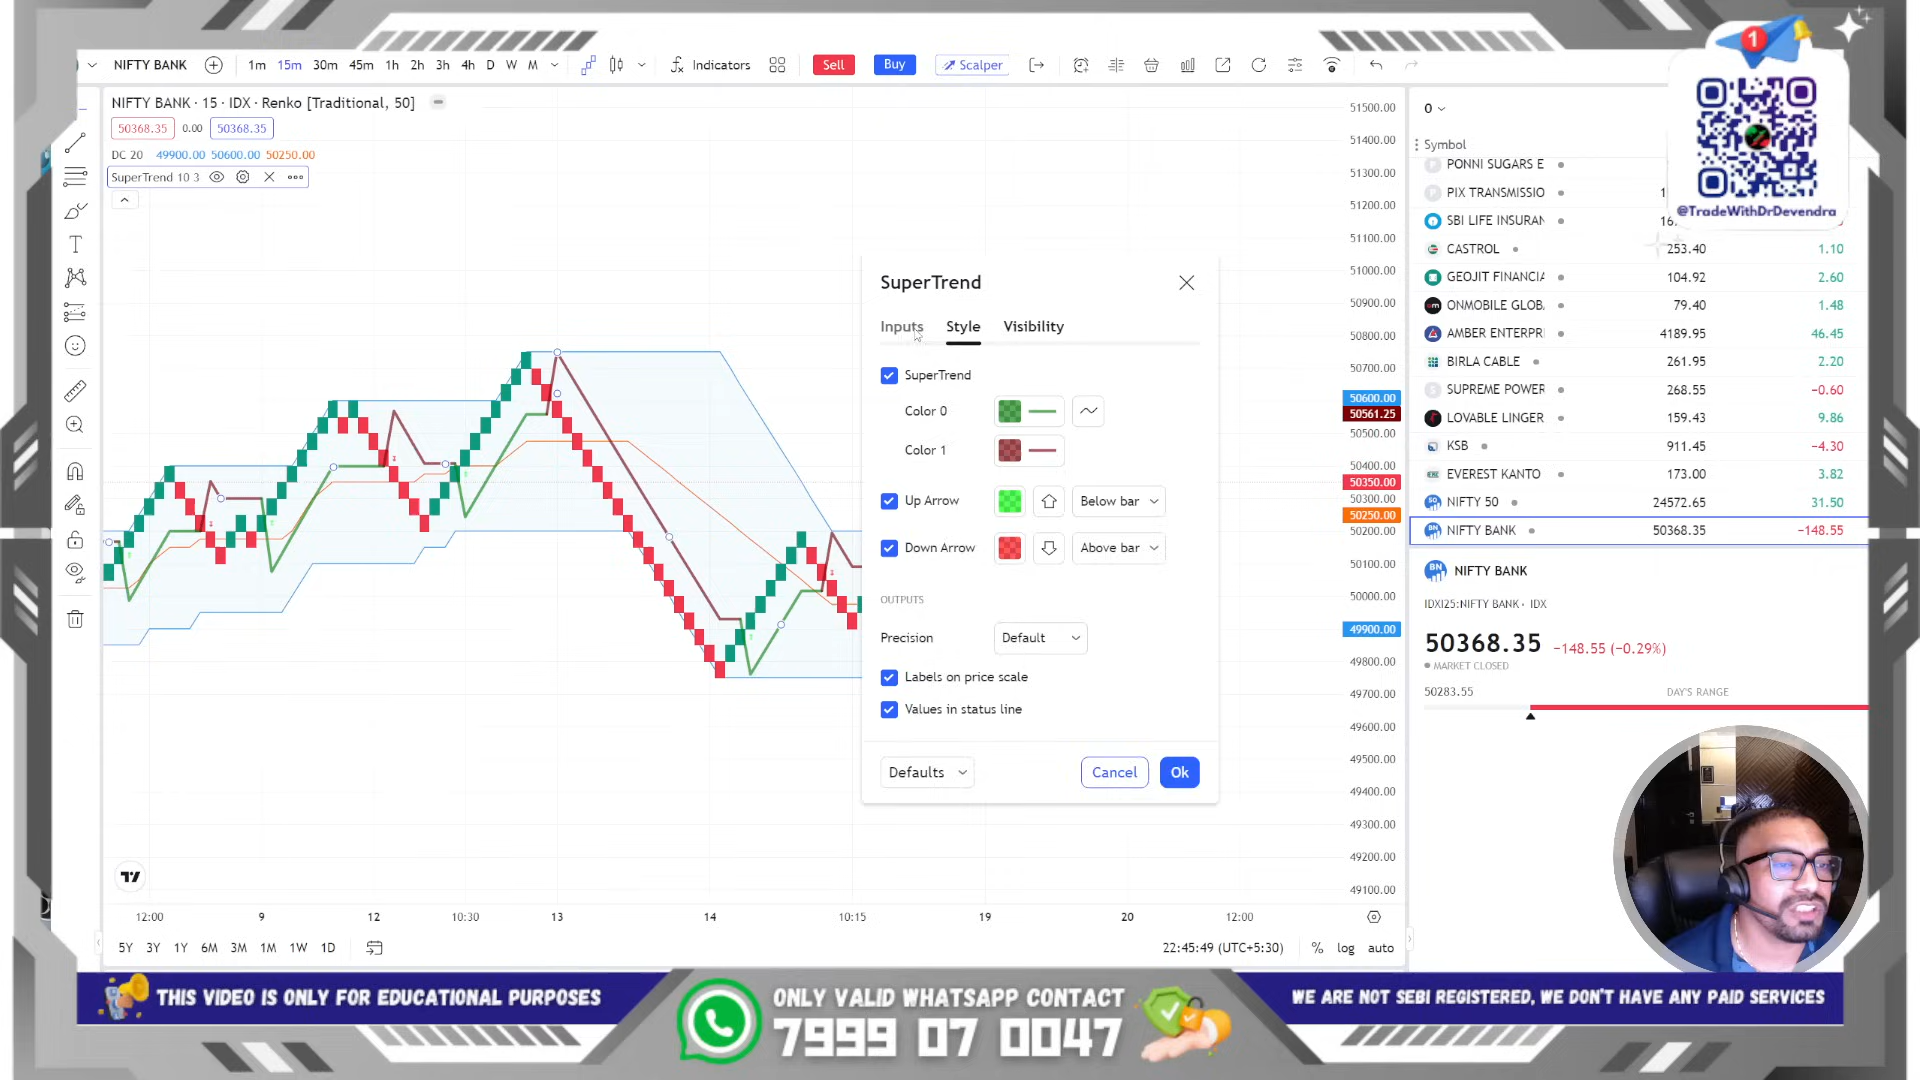 NIFTY BANK
1m 15m 30m 45m 1h 2h 3h 4h D W M
Indicators
Sell
Buy
Scalper
1
@TradeWithDrDevendra
NIFTY BANK · 15 · IDX · Renko [Traditional, 50]
50368.35 0.00 50368.35
DC 20 49900.00 50600.00 50250.00
SuperTrend 10 3
51500.00
51400.00
51300.00
51200.00
51100.00
51000.00
50900.00
50800.00
50700.00
50600.00
50561.25
50500.00
50400.00
50350.00
50300.00
50250.00
50200.00
50100.00
50000.00
49900.00
49800.00
49700.00
49600.00
49500.00
49400.00
49300.00
49200.00
49100.00
SuperTrend
Inputs Style Visibility
SuperTrend
Color 0
Color 1
Up Arrow Below bar
Down Arrow Above bar
OUTPUTS
Precision Default
Labels on price scale
Values in status line
Defaults Cancel Ok
0
Symbol
PONNI SUGARS E
PIX TRANSMISSIO
SBI LIFE INSURAN
CASTROL 253.40 1.10
GEOJIT FINANCIA 104.92 2.60
ONMOBILE GLOB 79.40 1.48
AMBER ENTERPRI 4189.95 46.45
BIRLA CABLE 261.95 2.20
SUPREME POWER 268.55 −0.60
LOVABLE LINGER 159.43 9.86
KSB 911.45 −4.30
EVEREST KANTO 173.00 3.82
NIFTY 50 24572.65 31.50
NIFTY BANK 50368.35 −148.55
NIFTY BANK
IDXI25:NIFTY BANK · IDX
50368.35 −148.55 (−0.29%)
MARKET CLOSED
50283.55 DAY'S RANGE
12:00 9 12 10:30 13 14 10:15 19 20 12:00
5Y 3Y 1Y 6M 3M 1M 1W 1D
22:45:49 (UTC+5:30) % log auto
THIS VIDEO IS ONLY FOR EDUCATIONAL PURPOSES
ONLY VALID WHATSAPP CONTACT
7999 07 0047
WE ARE NOT SEBI REGISTERED, WE DON'T HAVE ANY PAID SERVICES